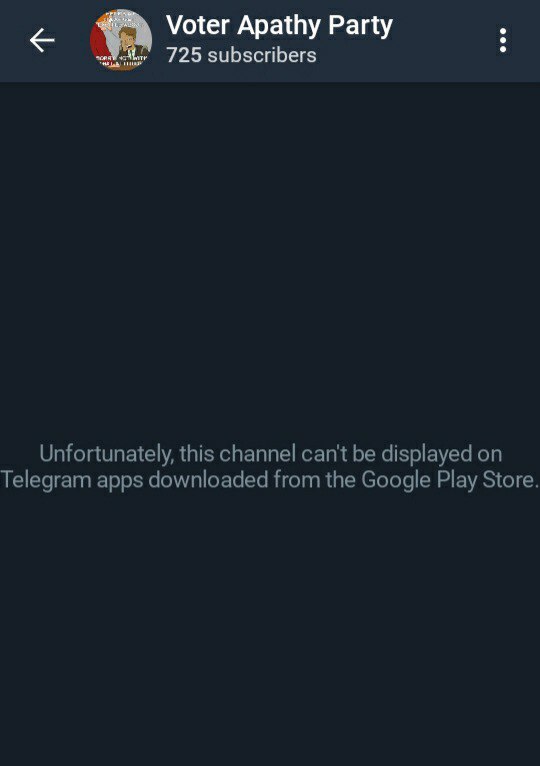 Voter Apathy Party
725 subscribers
Unfortunately, this channel can't be displayed on
Telegram apps downloaded from the Google Play Store.